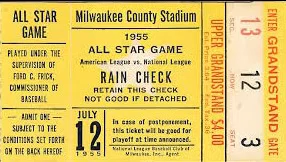 ALL STAR
GAME
PLAYED UNDER
THE SUPERVISION
OF
FORD C. FRICK,
COMMISSIONER
OF BASEBALL
ADMIT ONE —
SUBJECT TO THE
CONDITIONS SET
FORTH ON THE
BACK HEREOF
Milwaukee County Stadium
1955
ALL STAR GAME
American League vs. National League
RAIN CHECK
RETAIN THIS CHECK
NOT GOOD IF DETACHED
JULY
12
1955
In case of postponement,
this ticket will be good for
playoff at time announced.
National League Baseball Club of
Milwaukee, Inc., Agent
UPPER GRANDSTAND
$4.00
SEC.
13
ROW
12
SEAT
3
ENTER GRANDSTAND GATE